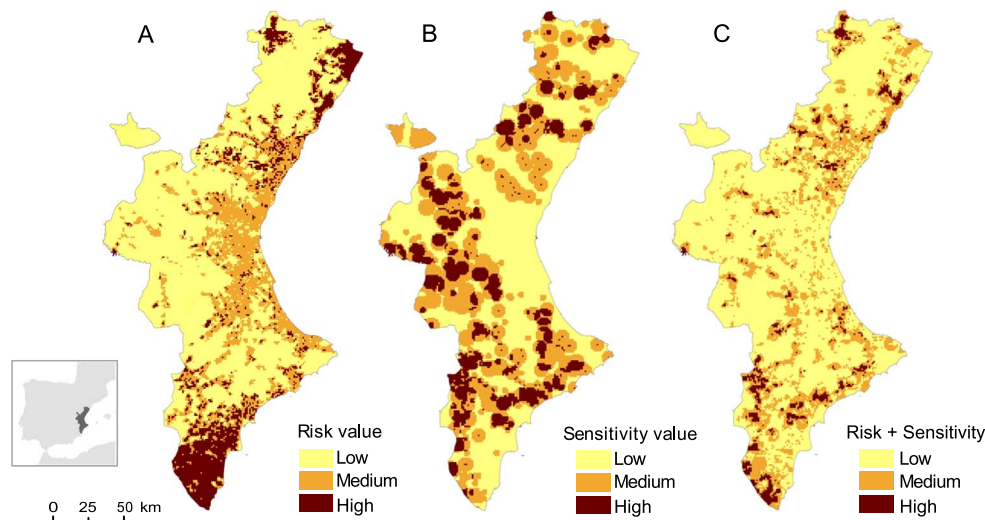 A
B
C
Risk value
Low
Medium
High
Sensitivity value
Low
Medium
High
Risk + Sensitivity
Low
Medium
High
0 25 50 km